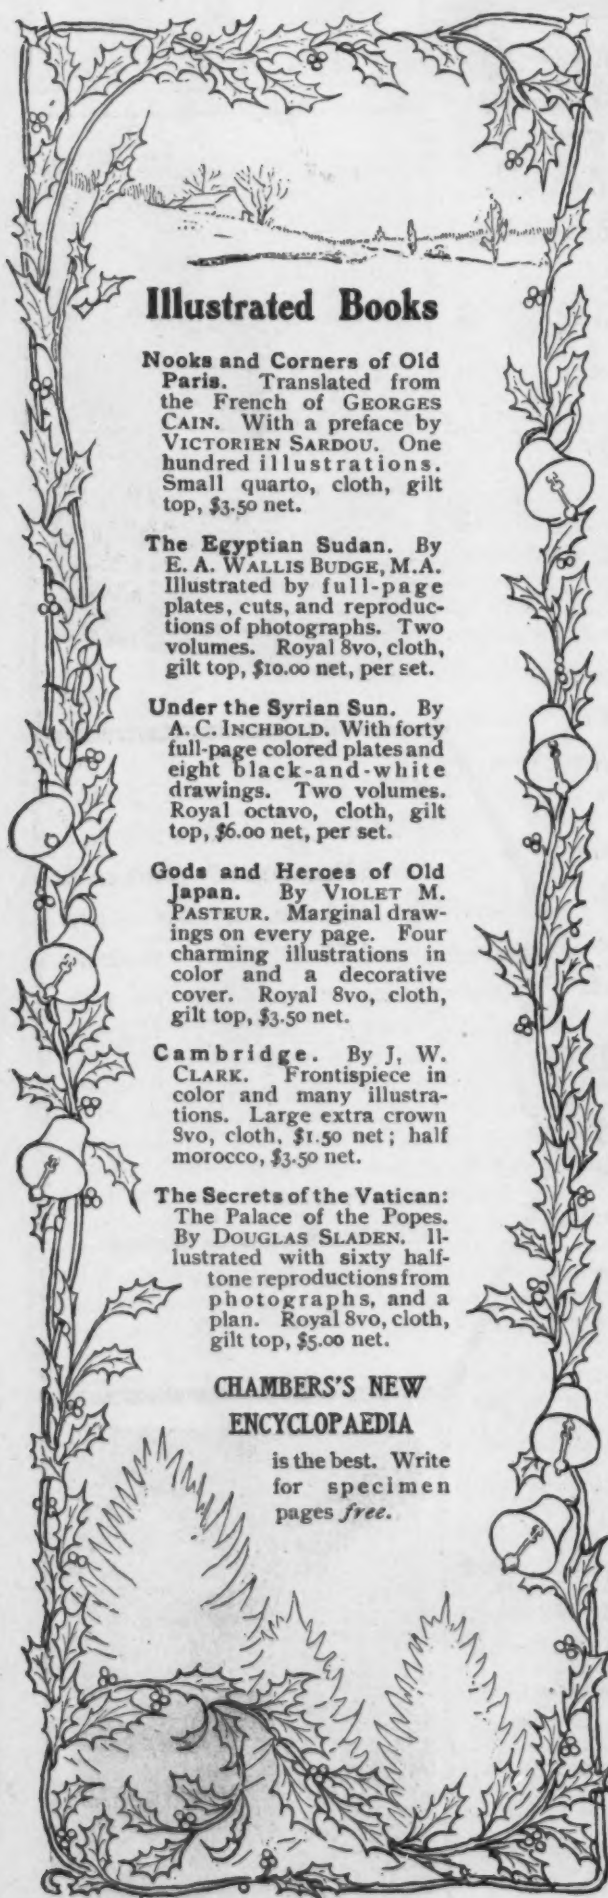 Illustrated Books
Nooks and Corners of Old
Paris. Translated from
the French of GEORGES
CAIN. With a preface by
VICTORIEN SARDOU. One
hundred illustrations.
Small quarto, cloth, gilt
top, $3.50 net.
The Egyptian Sudan. By
E. A. WALLIS BUDGE, M.A.
Illustrated by full-page
plates, cuts, and reproduc-
tions of photographs. Two
volumes. Royal 8vo, cloth,
gilt top, $10.00 net, per set.
Under the Syrian Sun. By
A. C. INCHBOLD. With forty
full-page colored plates and
eight black-and-white
drawings. Two volumes.
Royal octavo, cloth, gilt
top, $6.00 net, per set.
Gods and Heroes of Old
Japan. By VIOLET M.
PASTEUR. Marginal draw-
ings on every page. Four
charming illustrations in
color and a decorative
cover. Royal 8vo, cloth,
gilt top, $3.50 net.
Cambridge. By J. W.
CLARK. Frontispiece in
color and many illustra-
tions. Large extra crown
8vo, cloth, $1.50 net; half
morocco, $3.50 net.
The Secrets of the Vatican:
The Palace of the Popes.
By DOUGLAS SLADEN. Il-
lustrated with sixty half-
tone reproductions from
photographs, and a
plan. Royal 8vo, cloth,
gilt top, $5.00 net.
CHAMBERS'S NEW
ENCYCLOPAEDIA
is the best. Write
for specimen
pages free.